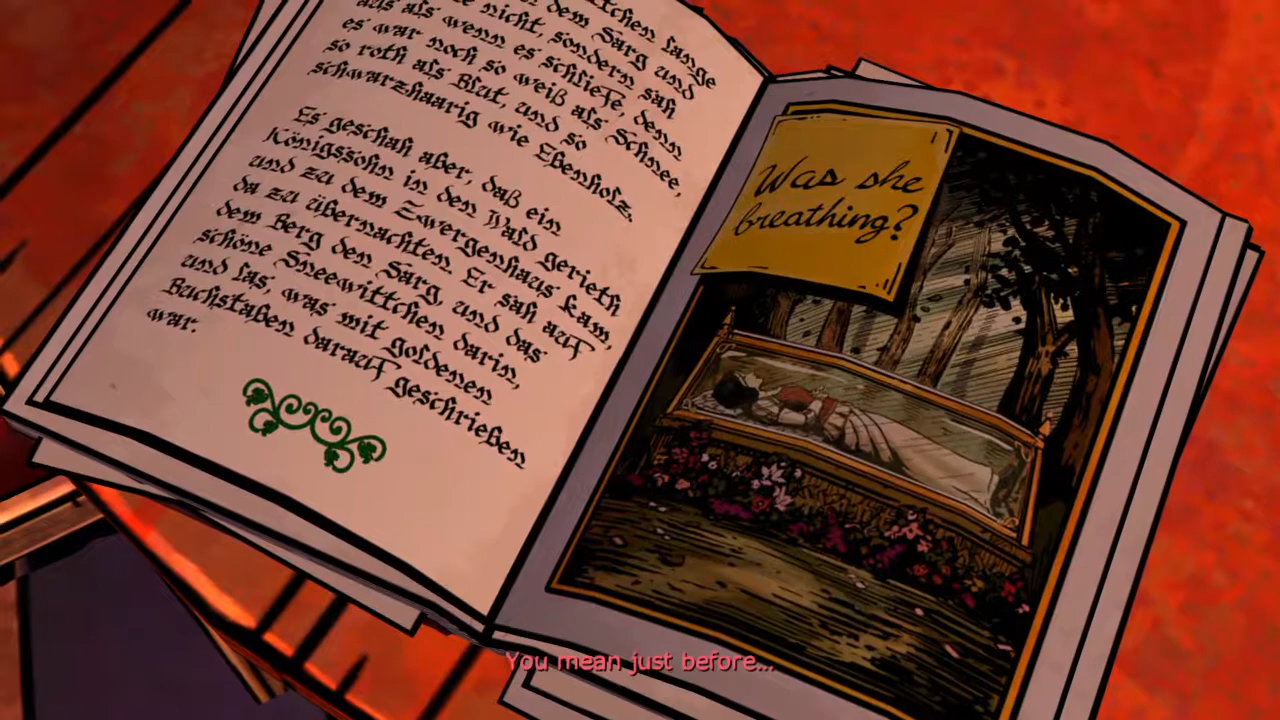 ttchen lange
e nicht, sondern sah
dem Sarg und
aus als wenn es schliefe, denn
es war noch so weiß als Schnee,
so roth als Blut, und so
schwarzhaarig wie Ebenholz.
Es geschah aber, daß ein
Königssohn in den Wald gerieth
und zu dem Zwergenhaus kam,
da zu übernachten. Er sah auf
dem Berg den Sarg, und das
schöne Sneewittchen darin,
und las, was mit goldenen
Buchstaben darauf geschrieben
war.
Was she
breathing?
You mean just before...